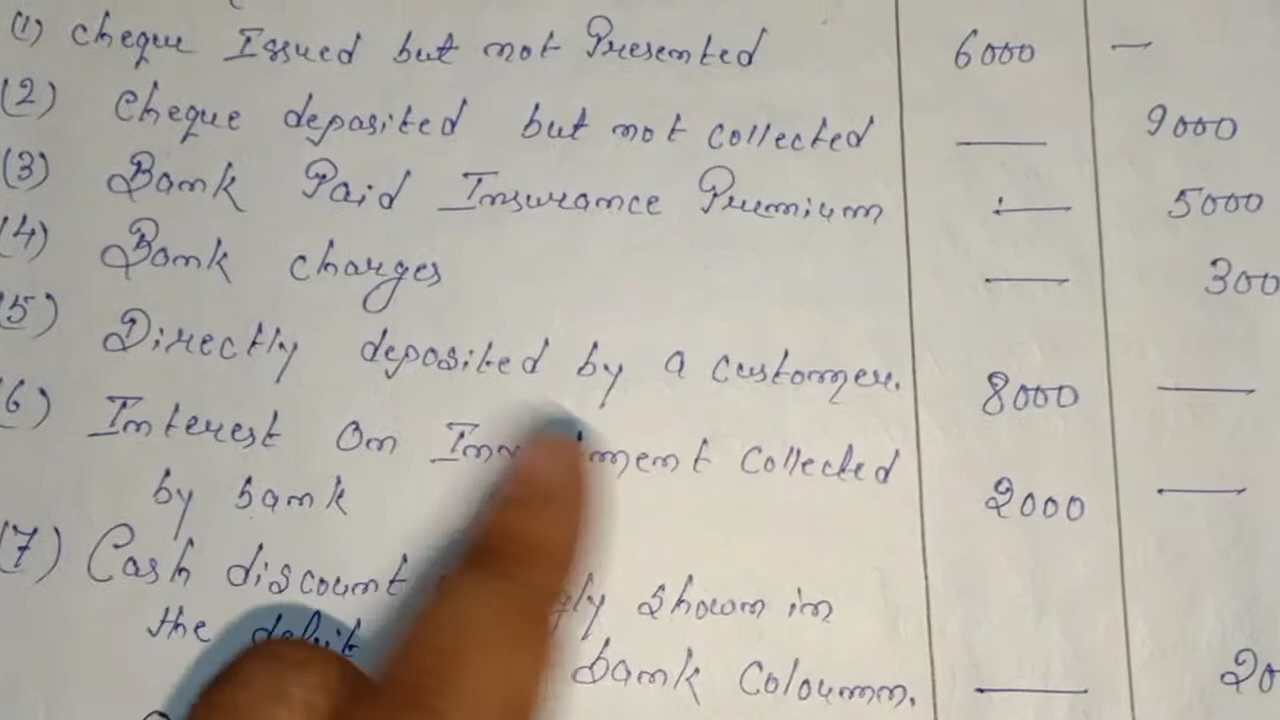 (1) Cheque Issued but not Presented 6000 —
(2) Cheque deposited but not collected — 9000
(3) Bank Paid Insurance Premium — 5000
(4) Bank charges — 300
(5) Directly deposited by a customer. 8000 —
(6) Interest on collected
by bank 2000 —
(7) Cash discount shown in
the bank Coloumn. — 20